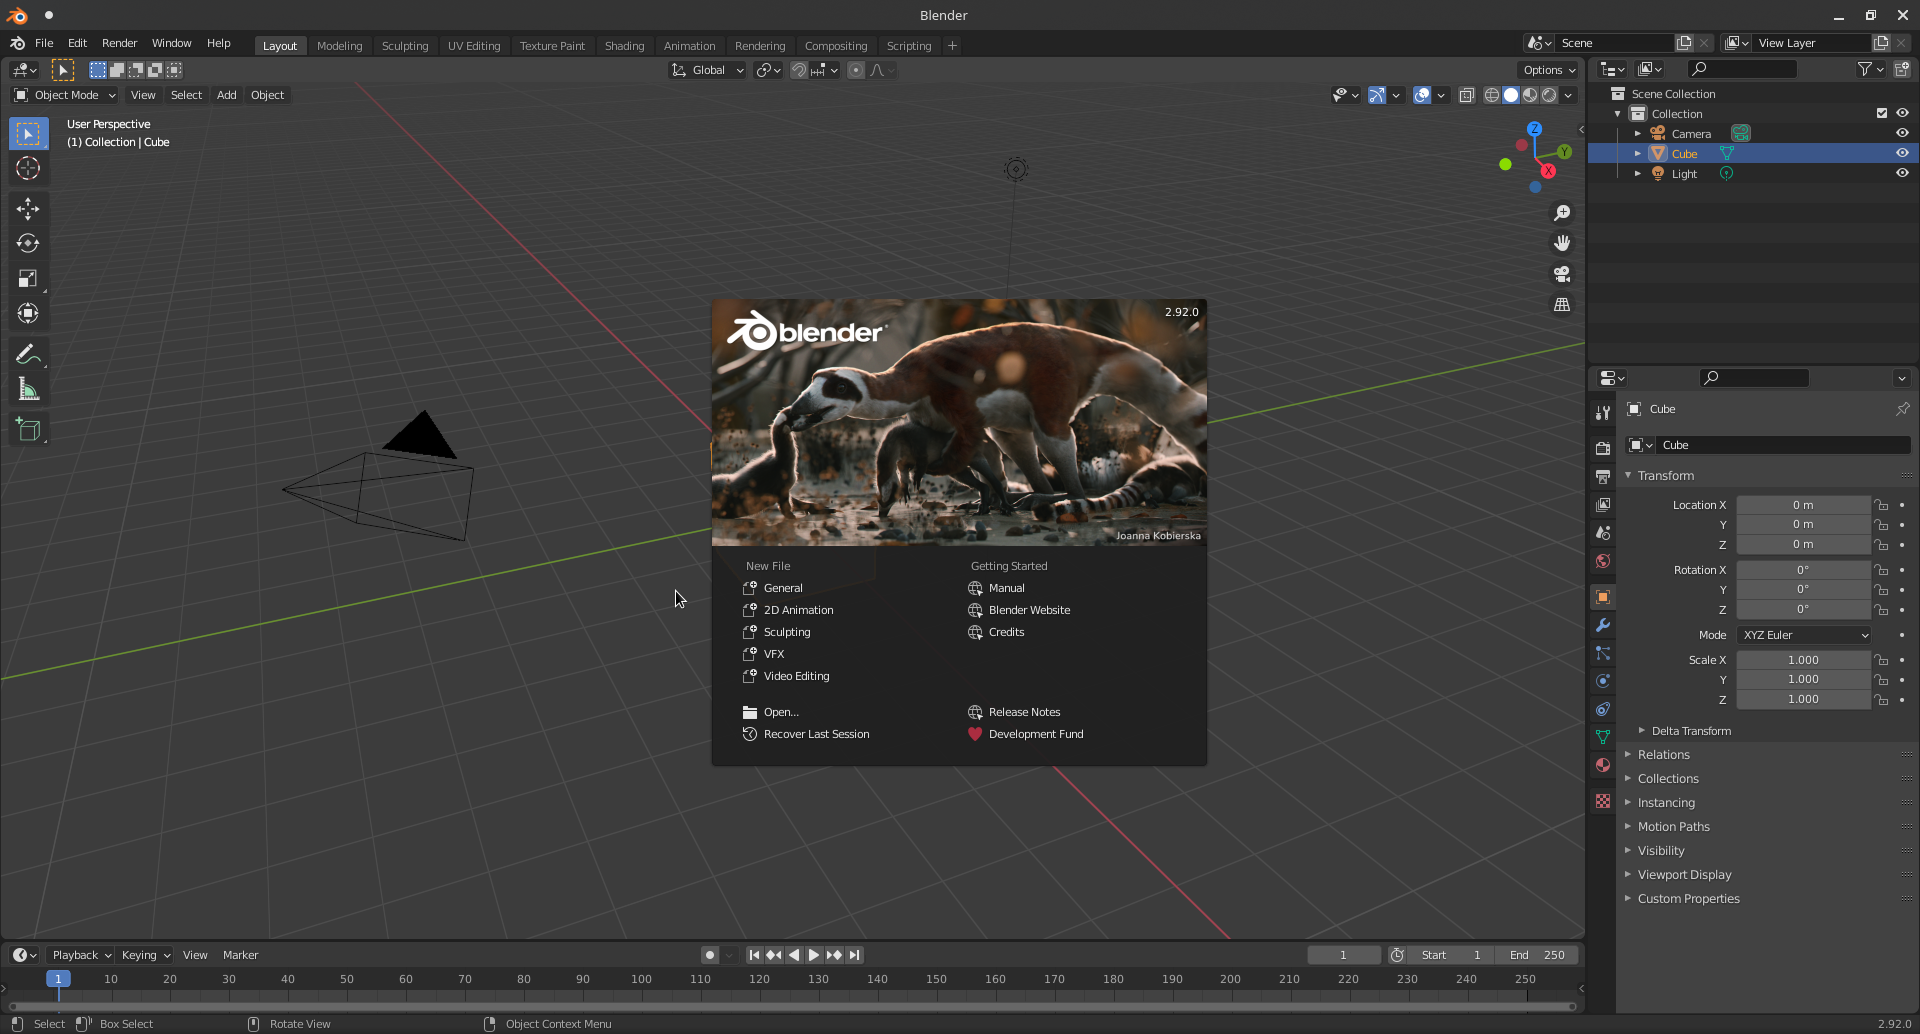 Blender
File Edit Render Window Help Layout Modeling Sculpting UV Editing Texture Paint Shading Animation Rendering Compositing Scripting Scene View Layer
Global Options
Object Mode View Select Add Object
User Perspective
(1) Collection | Cube
Z
Y
X
Scene Collection
Collection
Camera
Cube
Light
blender 2.92.0
Joanna Kobierska
New File Getting Started
General Manual
2D Animation Blender Website
Sculpting Credits
VFX
Video Editing
Open... Release Notes
Recover Last Session Development Fund
Cube
Cube
Transform
Location X 0 m
Y 0 m
Z 0 m
Rotation X 0°
Y 0°
Z 0°
Mode XYZ Euler
Scale X 1.000
Y 1.000
Z 1.000
Delta Transform
Relations
Collections
Instancing
Motion Paths
Visibility
Viewport Display
Custom Properties
Playback Keying View Marker 1 Start 1 End 250
1 10 20 30 40 50 60 70 80 90 100 110 120 130 140 150 160 170 180 190 200 210 220 230 240 250
Select Box Select Rotate View Object Context Menu 2.92.0